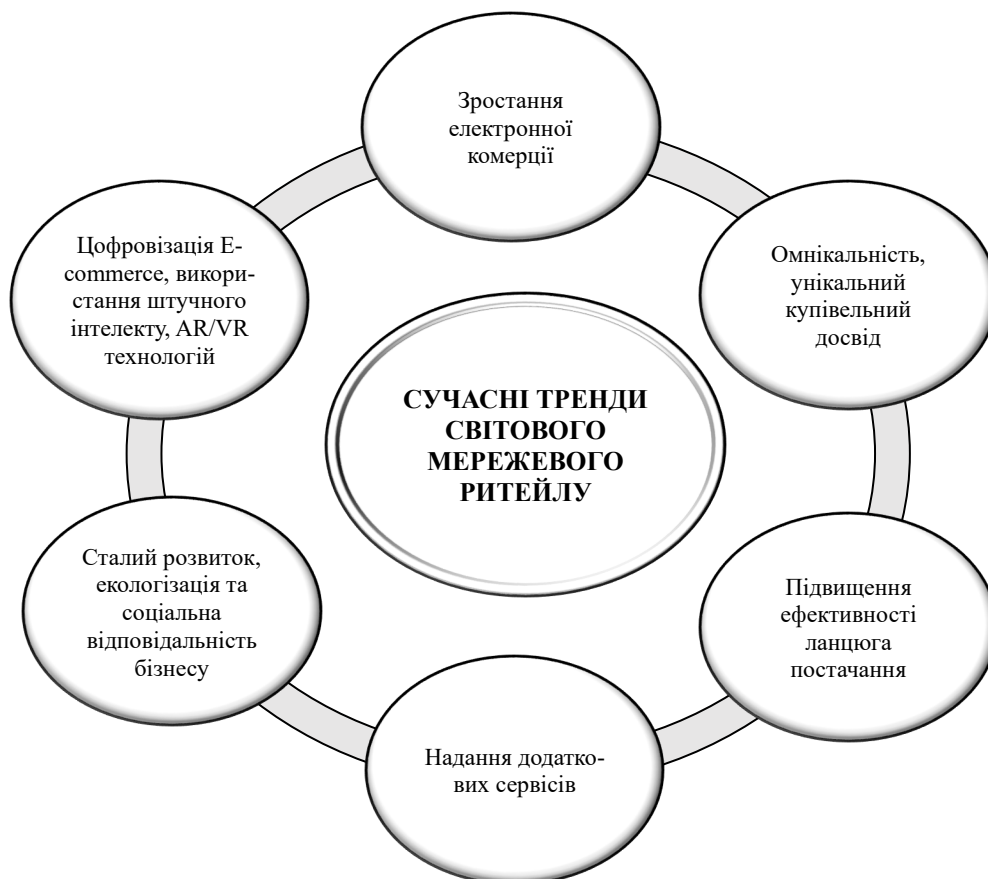 Зростання
електронної
комерції
Цофровізація E-
commerce, викори-
стання штучного
інтелекту, AR/VR
технологій
Омнікальність,
унікальний
купівельний
досвід
СУЧАСНІ ТРЕНДИ
СВІТОВОГО
МЕРЕЖЕВОГО
РИТЕЙЛУ
Сталий розвиток,
екологізація та
соціальна
відповідальність
бізнесу
Підвищення
ефективності
ланцюга
постачання
Надання додатко-
вих сервісів